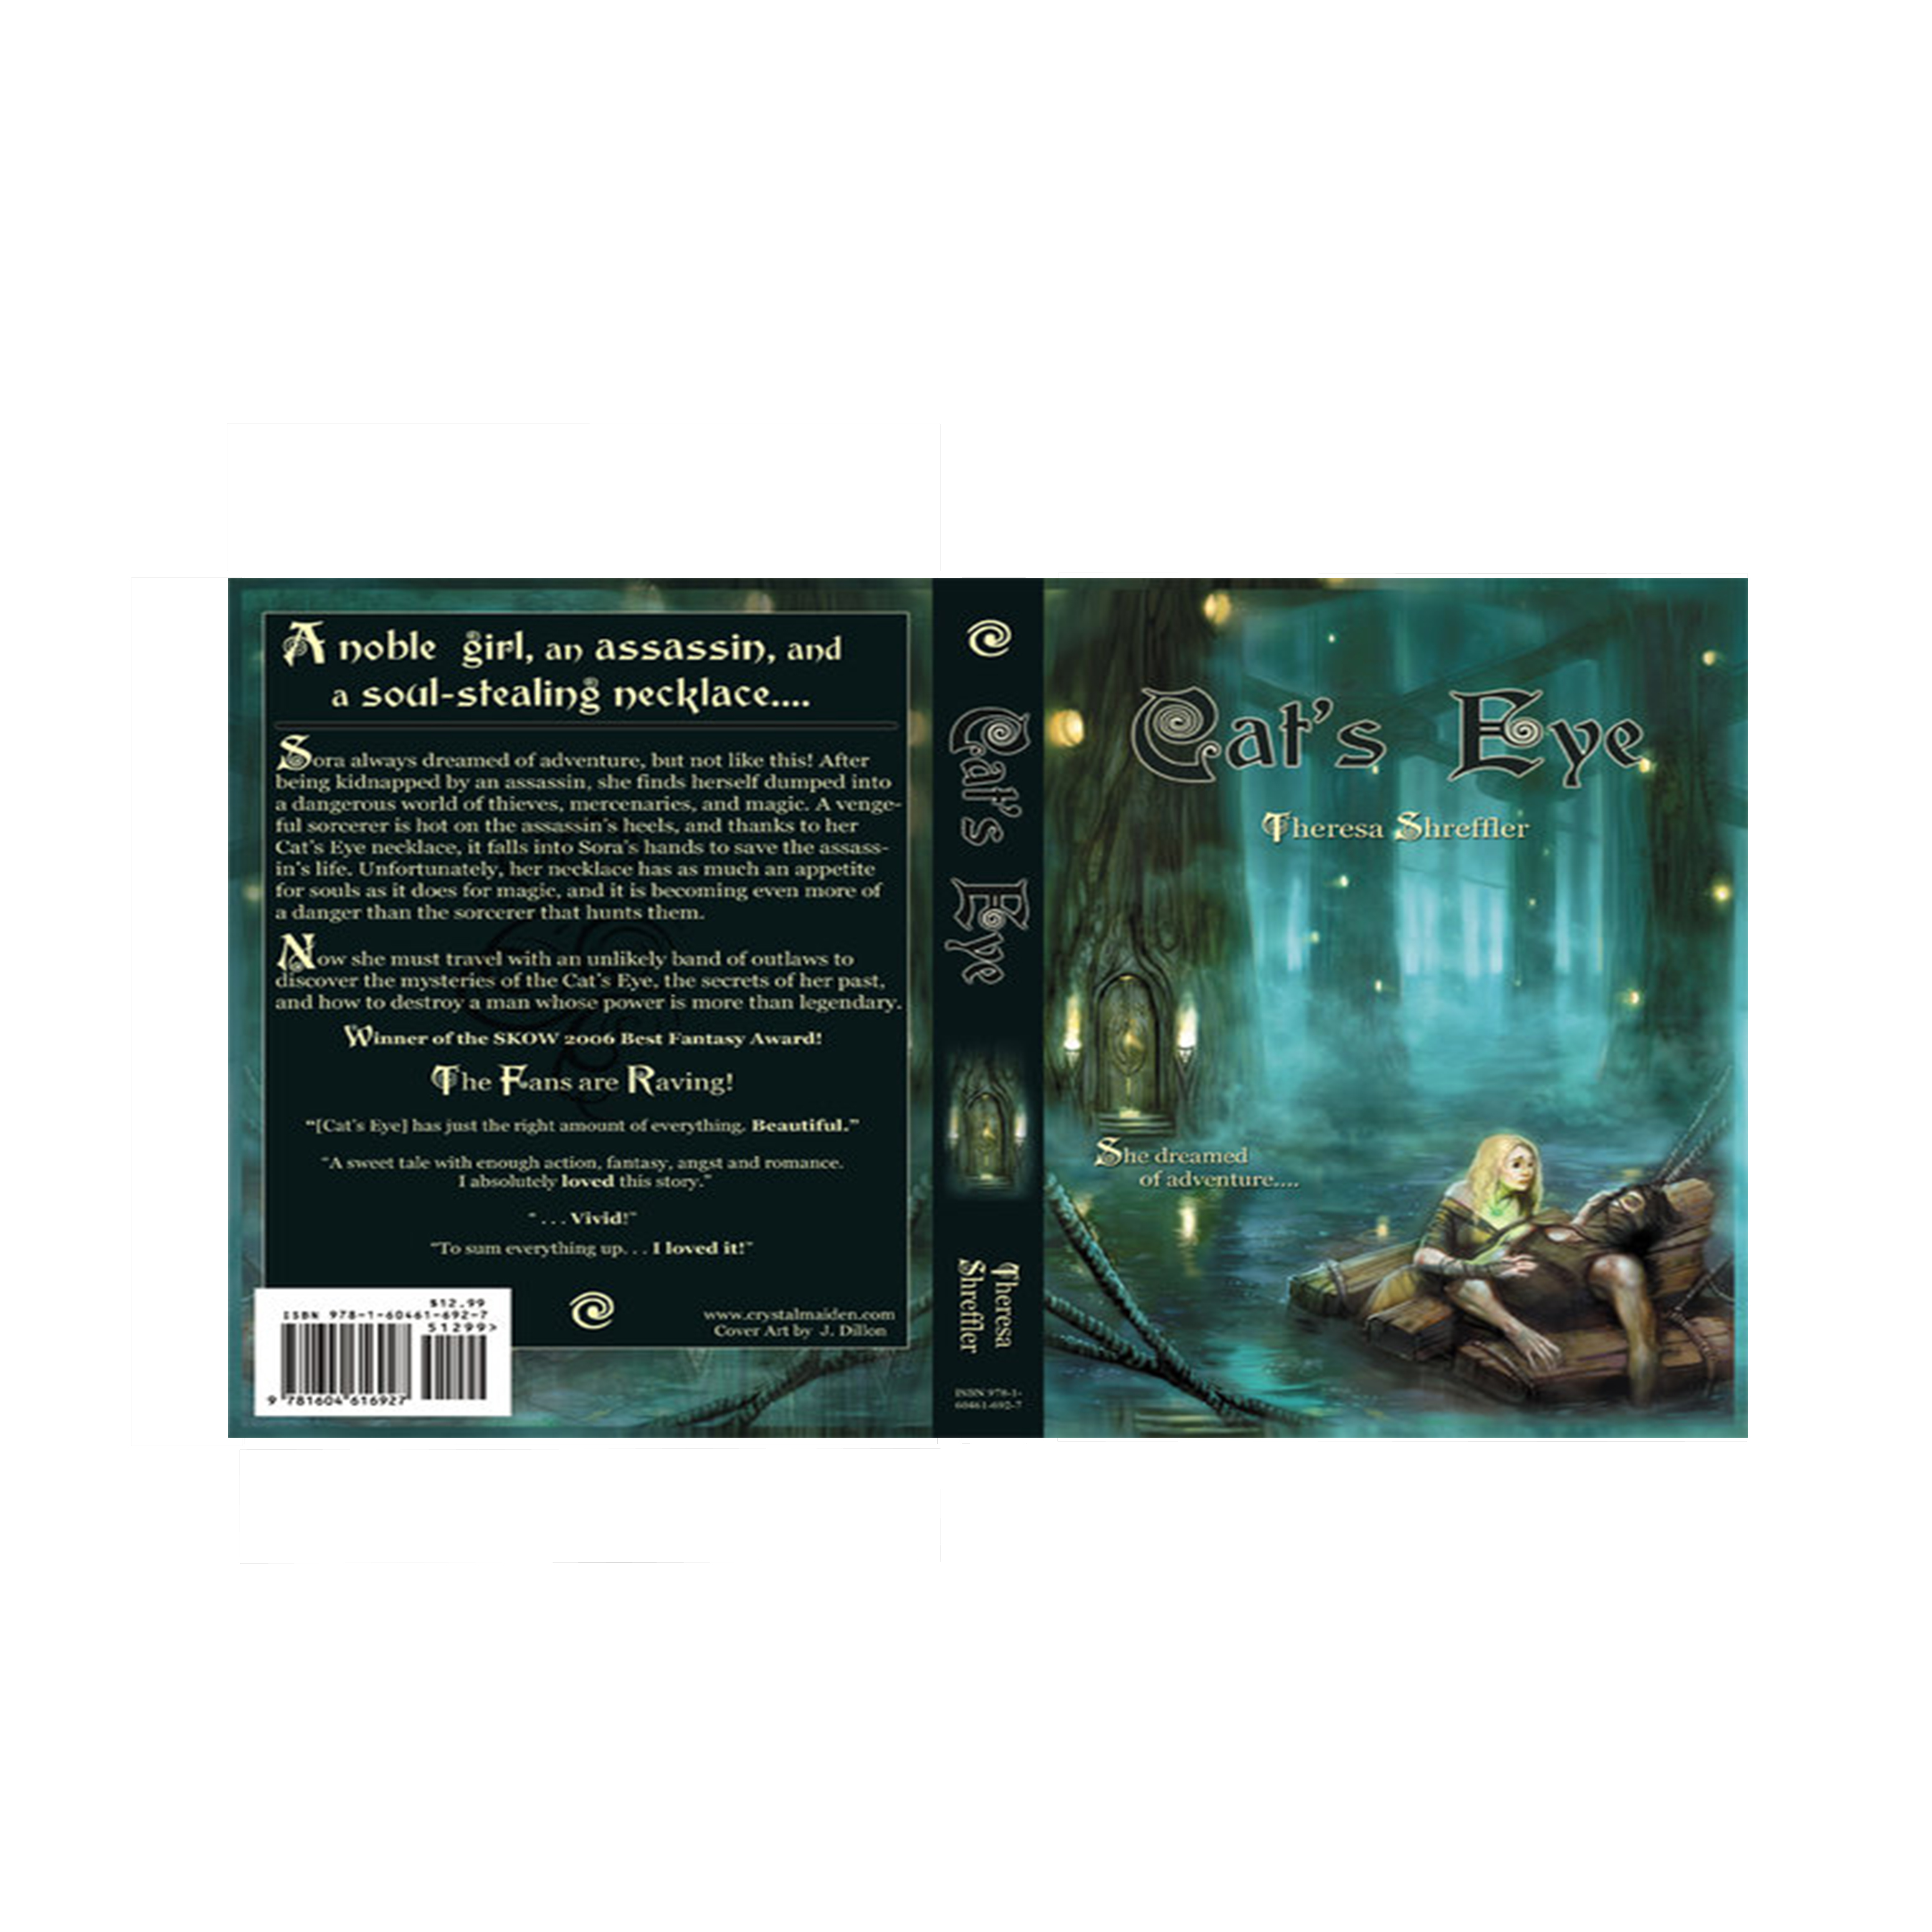 A noble girl, an assassin, and
a soul-stealing necklace....
Sora always dreamed of adventure, but not like this! After
being kidnapped by an assassin, she finds herself dumped into
a dangerous world of thieves, mercenaries, and magic. A venge-
ful sorcerer is hot on the assassin's heels, and thanks to her
Cat's Eye necklace, it falls into Sora's hands to save the assass-
in's life. Unfortunately, her necklace has as much an appetite
for souls as it does for magic, and it is becoming even more of
a danger than the sorcerer that hunts them.
Now she must travel with an unlikely band of outlaws to
discover the mysteries of the Cat's Eye, the secrets of her past,
and how to destroy a man whose power is more than legendary.
Winner of the SKOW 2006 Best Fantasy Award!
The Fans are Raving!
"[Cat's Eye] has just the right amount of everything. Beautiful."
"A sweet tale with enough action, fantasy, angst and romance.
I absolutely loved this story."
" . . . Vivid!"
"To sum everything up. . . I loved it!"
$12.99
ISBN 978-1-60461-692-7
51299>
9 781604 616927
www.crystalmaiden.com
Cover Art by J. Dillon
Cat's Eye
Theresa
Shreffler
ISBN 978-1-
60461-692-7
Cat's Eye
Theresa Shreffler
She dreamed
of adventure....